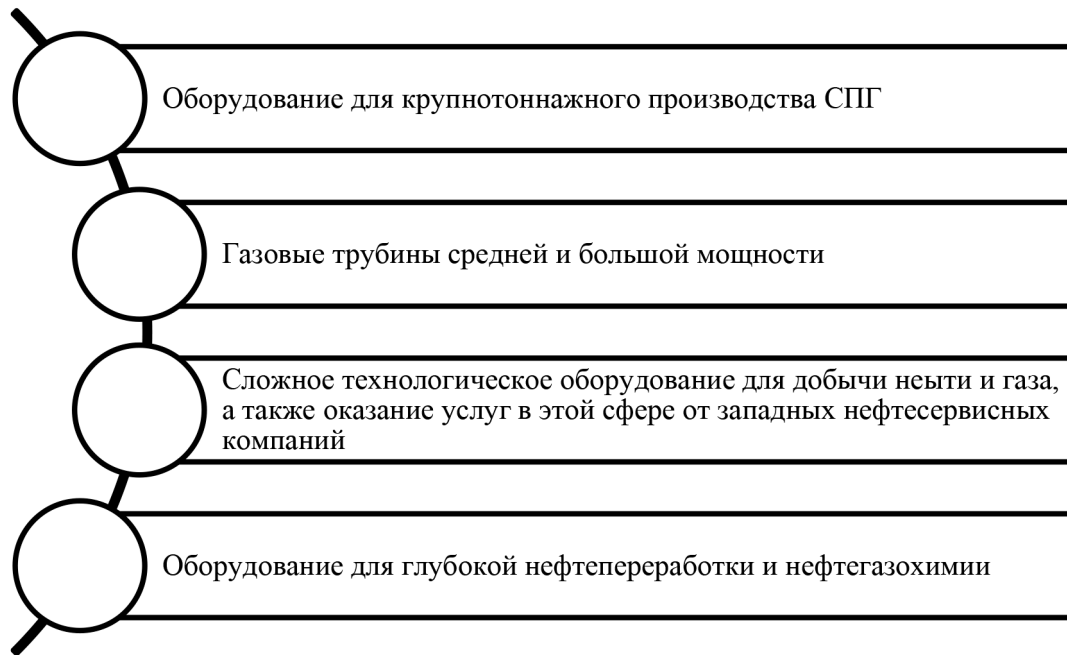 Оборудование для крупнотоннажного производства СПГ
Газовые трубины средней и большой мощности
Сложное технологическое оборудование для добычи неыти и газа,
а также оказание услуг в этой сфере от западных нефтесервисных
компаний
Оборудование для глубокой нефтепереработки и нефтегазохимии